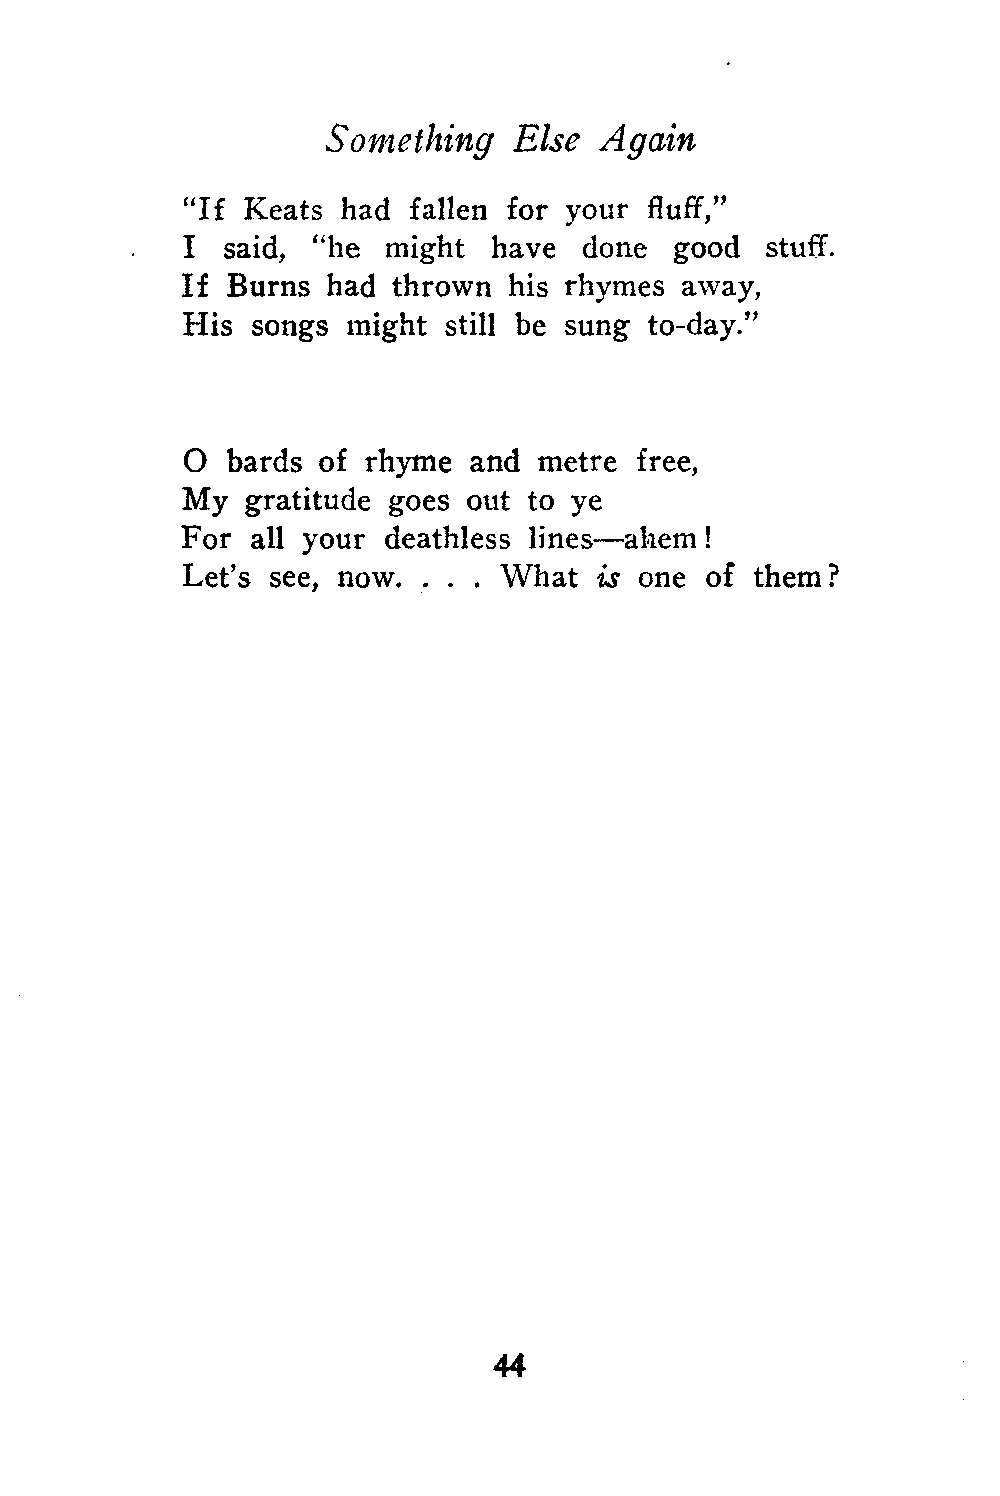 Something Else Again
“If Keats had fallen for your fluff,”
I said, “he might have done good stuff.
If Burns had thrown his rhymes away,
His songs might still be sung to-day.”
O bards of rhyme and metre free,
My gratitude goes out to ye
For all your deathless lines—ahem!
Let’s see, now. . . . What is one of them?
44